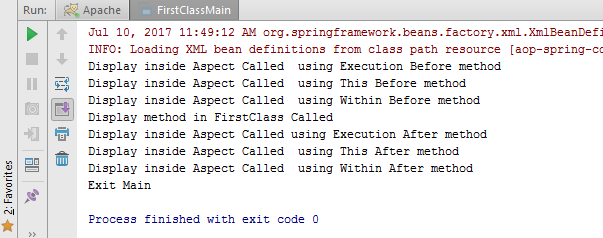 Run: Apache FirstClassMain
Jul 10, 2017 11:49:12 AM org.springframework.beans.factory.xml.XmlBeanDefi
INFO: Loading XML bean definitions from class path resource [aop-spring-co
Display inside Aspect Called  using Execution Before method
Display inside Aspect Called  using This Before method
Display inside Aspect Called  using Within Before method
Display method in FirstClass Called
Display inside Aspect Called using Execution After method
Display inside Aspect Called  using This After method
Display inside Aspect Called  using Within After method
Exit Main
Process finished with exit code 0
2: Favorites